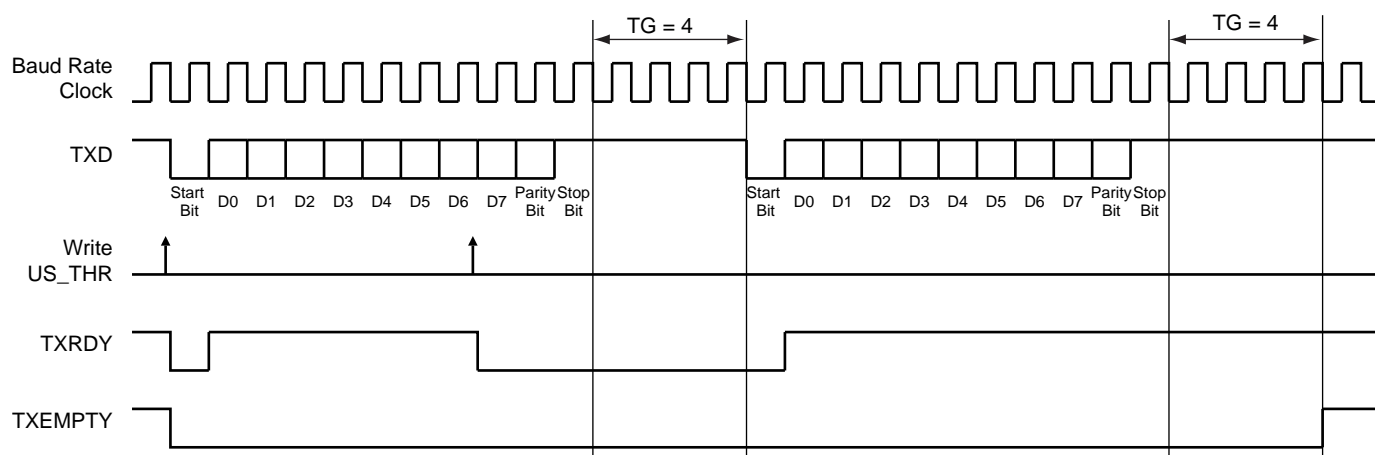 TG = 4
TG = 4
Baud Rate
Clock
TXD
Start
Bit
D0
D1
D2
D3
D4
D5
D6
D7
Parity
Bit
Stop
Bit
Start
Bit
D0
D1
D2
D3
D4
D5
D6
D7
Parity
Bit
Stop
Bit
Write
US_THR
TXRDY
TXEMPTY